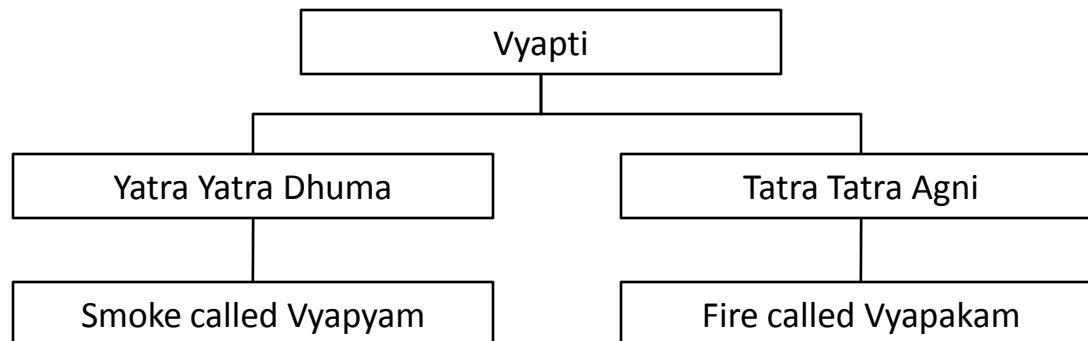 Vyapti
Yatra Yatra Dhuma
Tatra Tatra Agni
Smoke called Vyapyam
Fire called Vyapakam